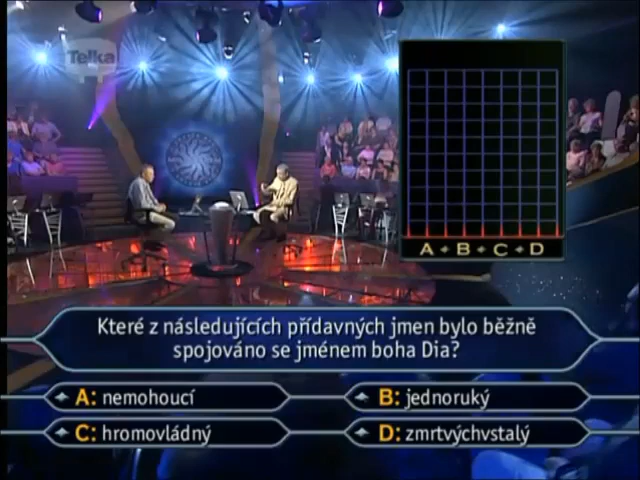 Telka
A B C D
Které z následujících přídavných jmen bylo běžně
spojováno se jménem boha Dia?
A: nemohoucí
B: jednoruký
C: hromovládný
D: zmrtvýchvstalý